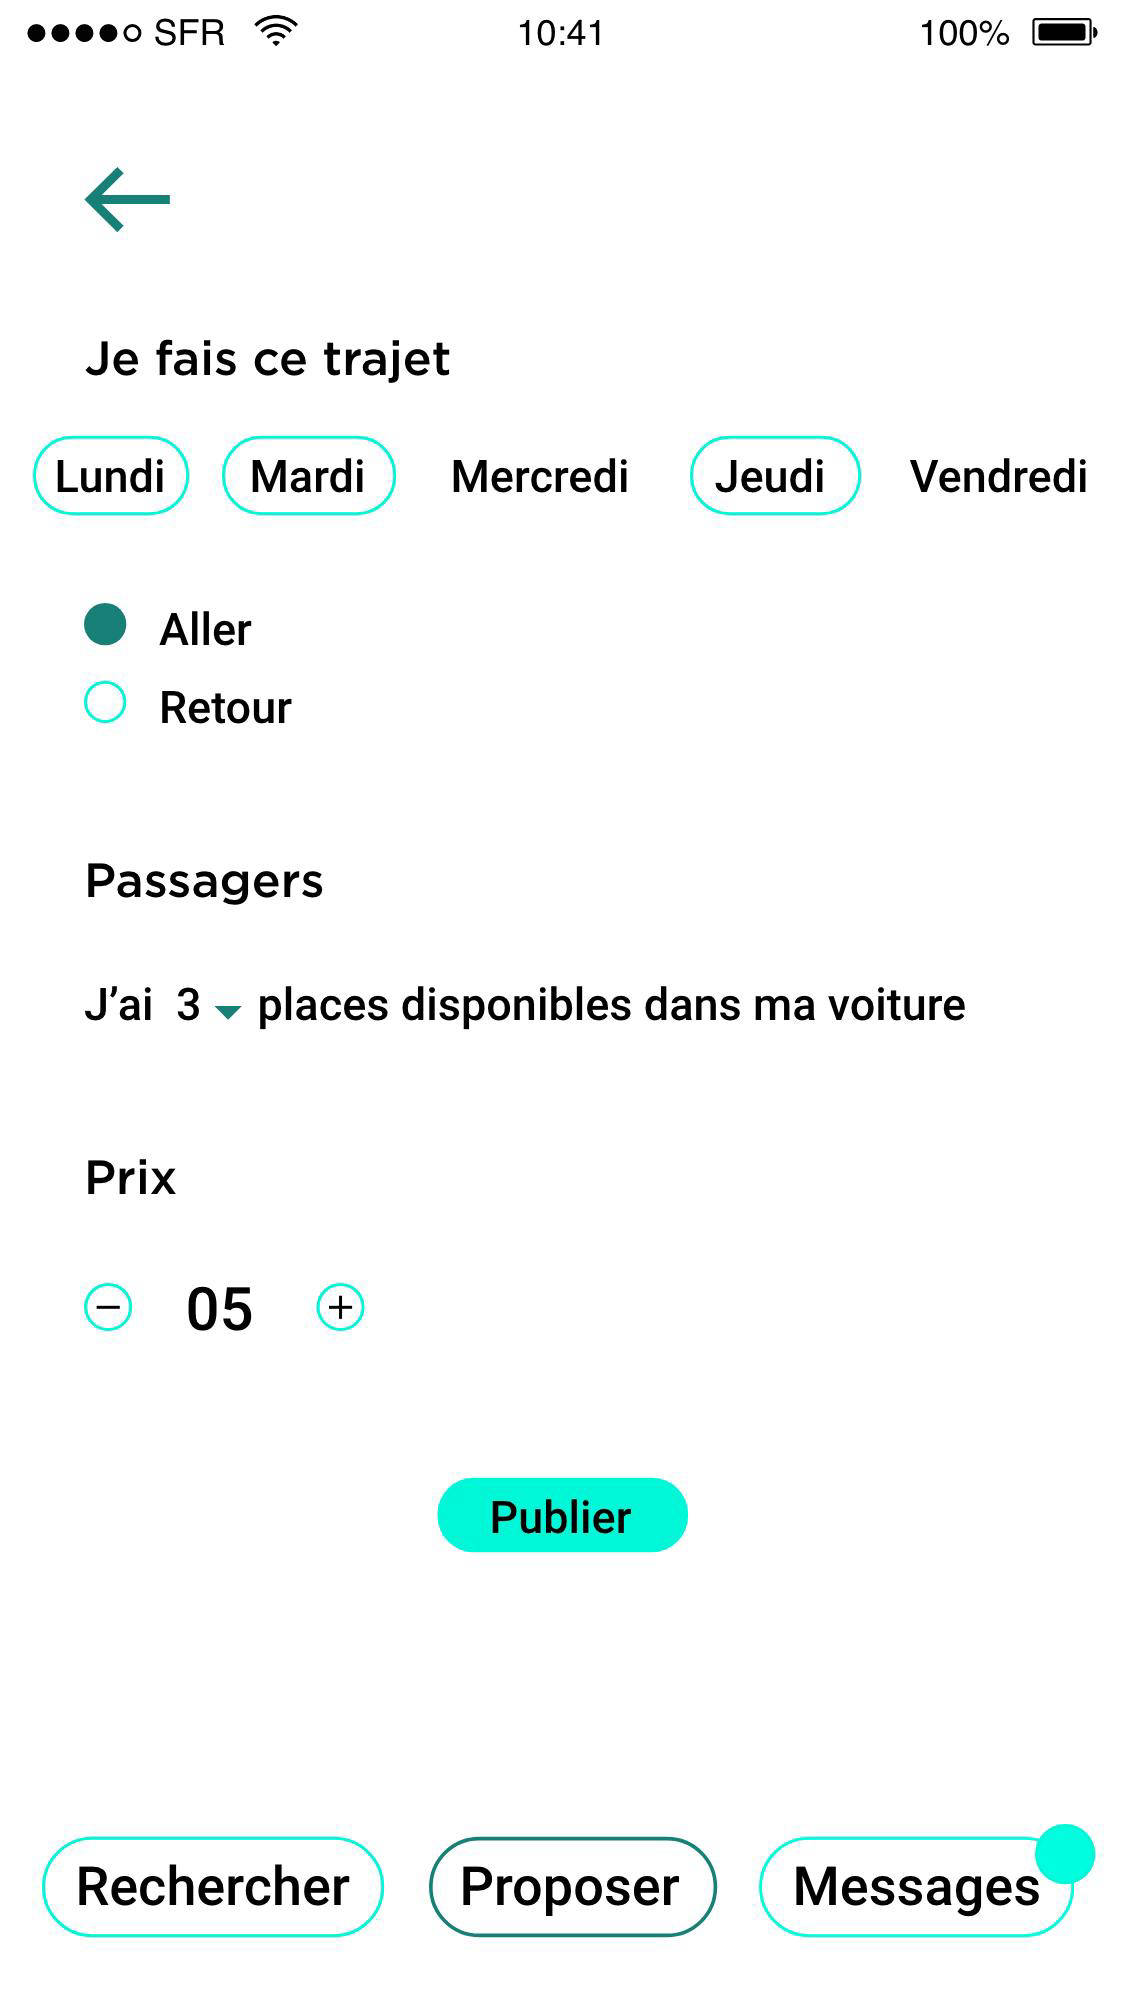 SFR 10:41 100%
Je fais ce trajet
Lundi Mardi Mercredi Jeudi Vendredi
Aller
Retour
Passagers
J’ai 3 places disponibles dans ma voiture
Prix
− 05 +
Publier
Rechercher Proposer Messages